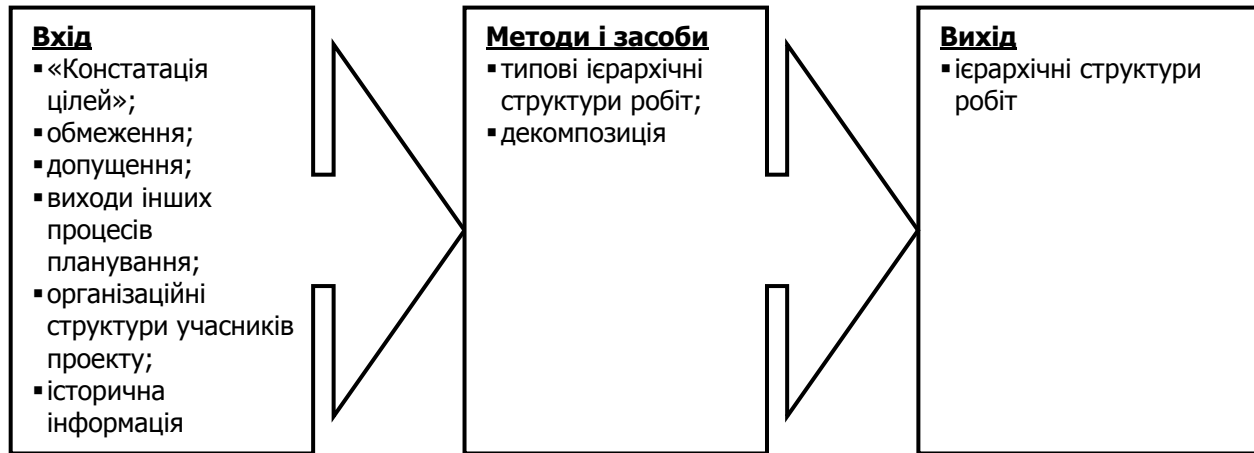 Вхід
▪«Констатація
цілей»;
▪обмеження;
▪допущення;
▪виходи інших
процесів
планування;
▪організаційні
структури учасників
проекту;
▪історична
інформація
Методи і засоби
▪типові ієрархічні
структури робіт;
▪декомпозиція
Вихід
▪ієрархічні структури
робіт